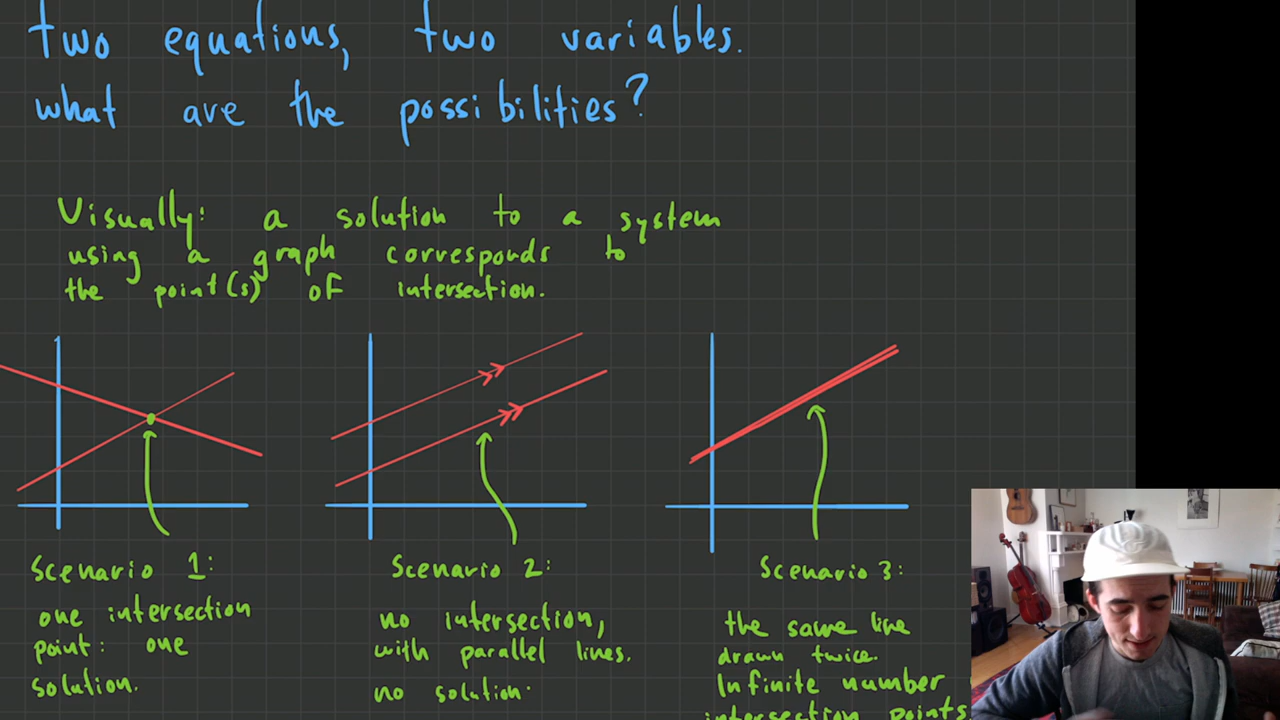 two equations, two variables.
what are the possibilities?
Visually: a solution to a system
using a graph corresponds to
the point(s) of intersection.
Scenario 1:
one intersection
point: one
solution.
Scenario 2:
no intersection,
with parallel lines.
no solution.
Scenario 3:
the same line
drawn twice.
Infinite number
intersection points